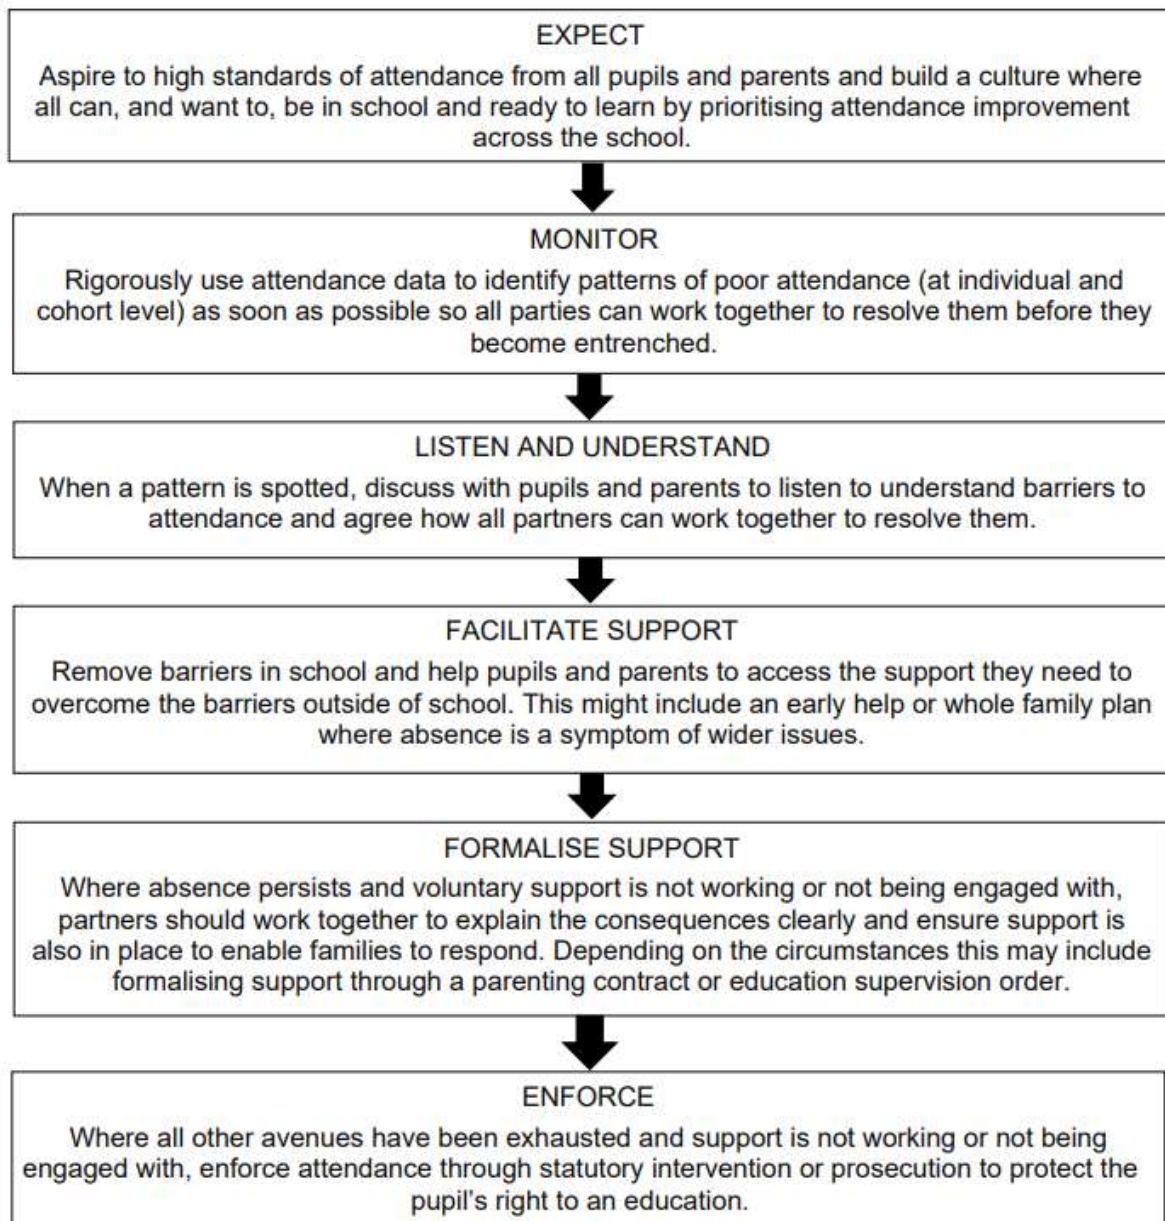 EXPECT
Aspire to high standards of attendance from all pupils and parents and build a culture where
all can, and want to, be in school and ready to learn by prioritising attendance improvement
across the school.
MONITOR
Rigorously use attendance data to identify patterns of poor attendance (at individual and
cohort level) as soon as possible so all parties can work together to resolve them before they
become entrenched.
LISTEN AND UNDERSTAND
When a pattern is spotted, discuss with pupils and parents to listen to understand barriers to
attendance and agree how all partners can work together to resolve them.
FACILITATE SUPPORT
Remove barriers in school and help pupils and parents to access the support they need to
overcome the barriers outside of school. This might include an early help or whole family plan
where absence is a symptom of wider issues.
FORMALISE SUPPORT
Where absence persists and voluntary support is not working or not being engaged with,
partners should work together to explain the consequences clearly and ensure support is
also in place to enable families to respond. Depending on the circumstances this may include
formalising support through a parenting contract or education supervision order.
ENFORCE
Where all other avenues have been exhausted and support is not working or not being
engaged with, enforce attendance through statutory intervention or prosecution to protect the
pupil's right to an education.